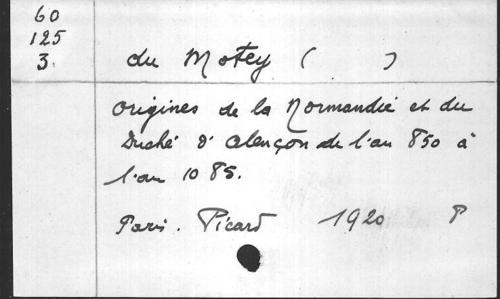 60
125
3.
du Motey ( )
Origines de la Normandie et du
Duché d'Alençon de l'an 850 à
l'an 1085.
Paris. Picard 1920 P